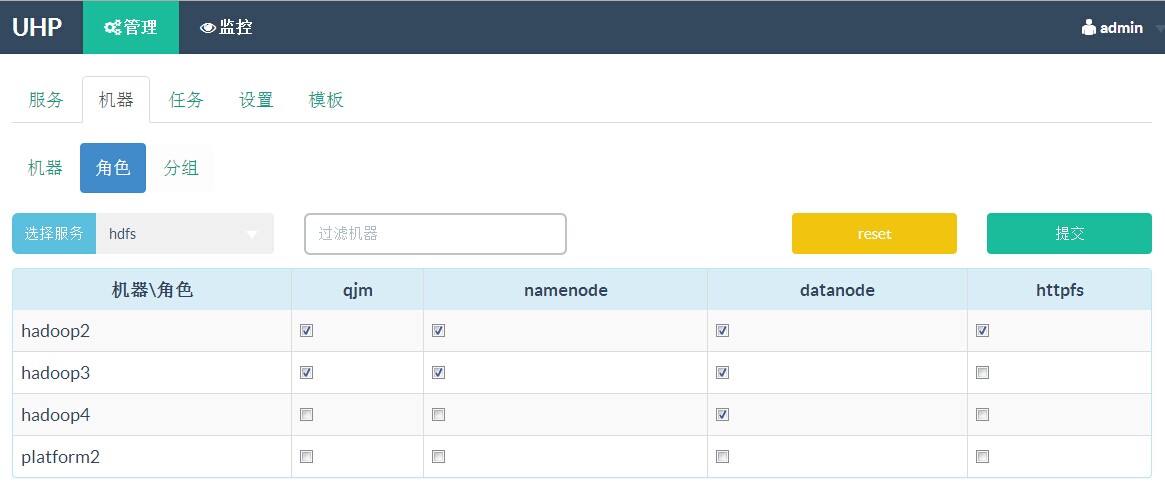 UHP 管理 监控 admin
服务 机器 任务 设置 模板
机器 角色 分组
选择服务 hdfs 过滤机器 reset 提交
机器\角色 qjm namenode datanode httpfs
hadoop2
hadoop3
hadoop4
platform2